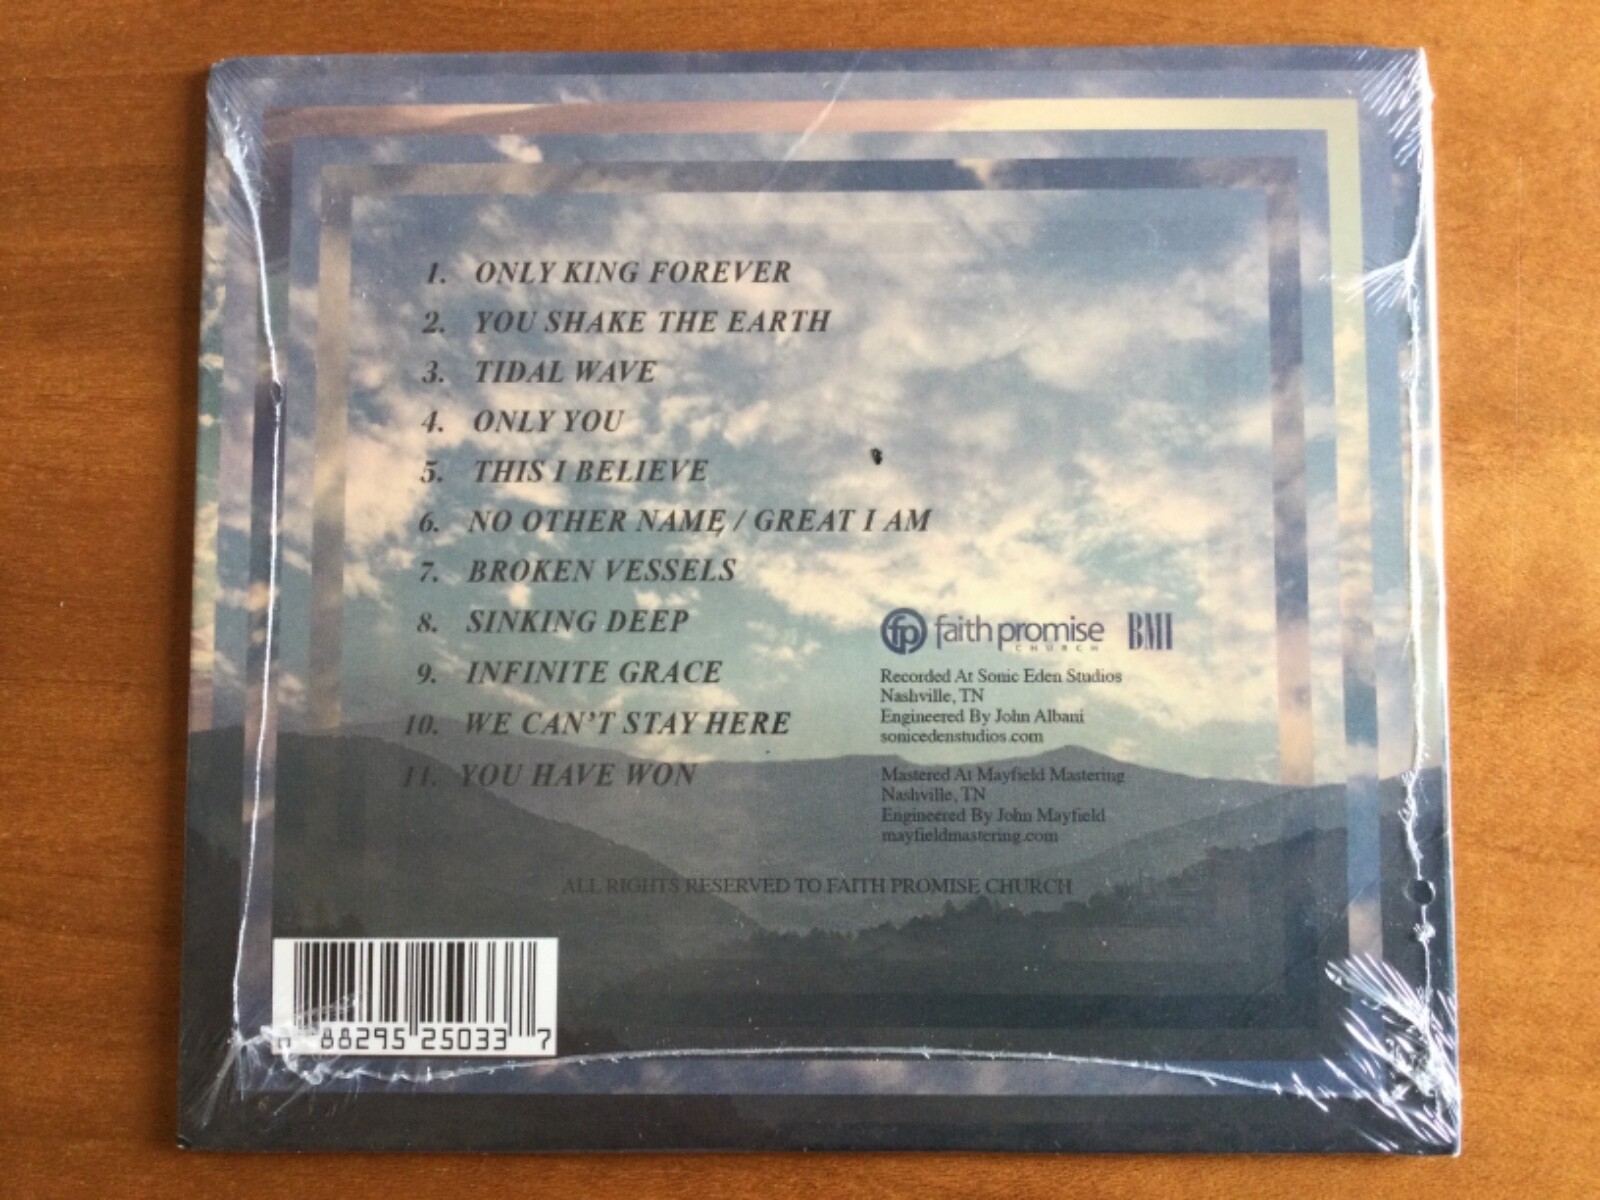 1. ONLY KING FOREVER
2. YOU SHAKE THE EARTH
3. TIDAL WAVE
4. ONLY YOU
5. THIS I BELIEVE
6. NO OTHER NAME / GREAT I AM
7. BROKEN VESSELS
8. SINKING DEEP
9. INFINITE GRACE
10. WE CAN'T STAY HERE
11. YOU HAVE WON
fp faith promise BMI
CHURCH
Recorded At Sonic Eden Studios
Nashville, TN
Engineered By John Albani
sonicedenstudios.com
Mastered At Mayfield Mastering
Nashville, TN
Engineered By John Mayfield
mayfieldmastering.com
ALL RIGHTS RESERVED TO FAITH PROMISE CHURCH
88295 25033 7